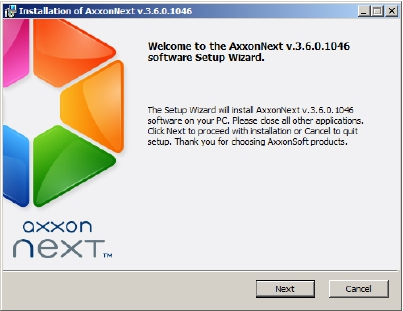 Installation of AxxonNext v.3.6.0.1046
Welcome to the AxxonNext v.3.6.0.1046
software Setup Wizard.
The Setup Wizard will install AxxonNext v.3.6.0.1046
software on your PC. Please close all other applications.
Click Next to proceed with installation or Cancel to quit
setup. Thank you for choosing AxxonSoft products.
axxon
next™
Next
Cancel